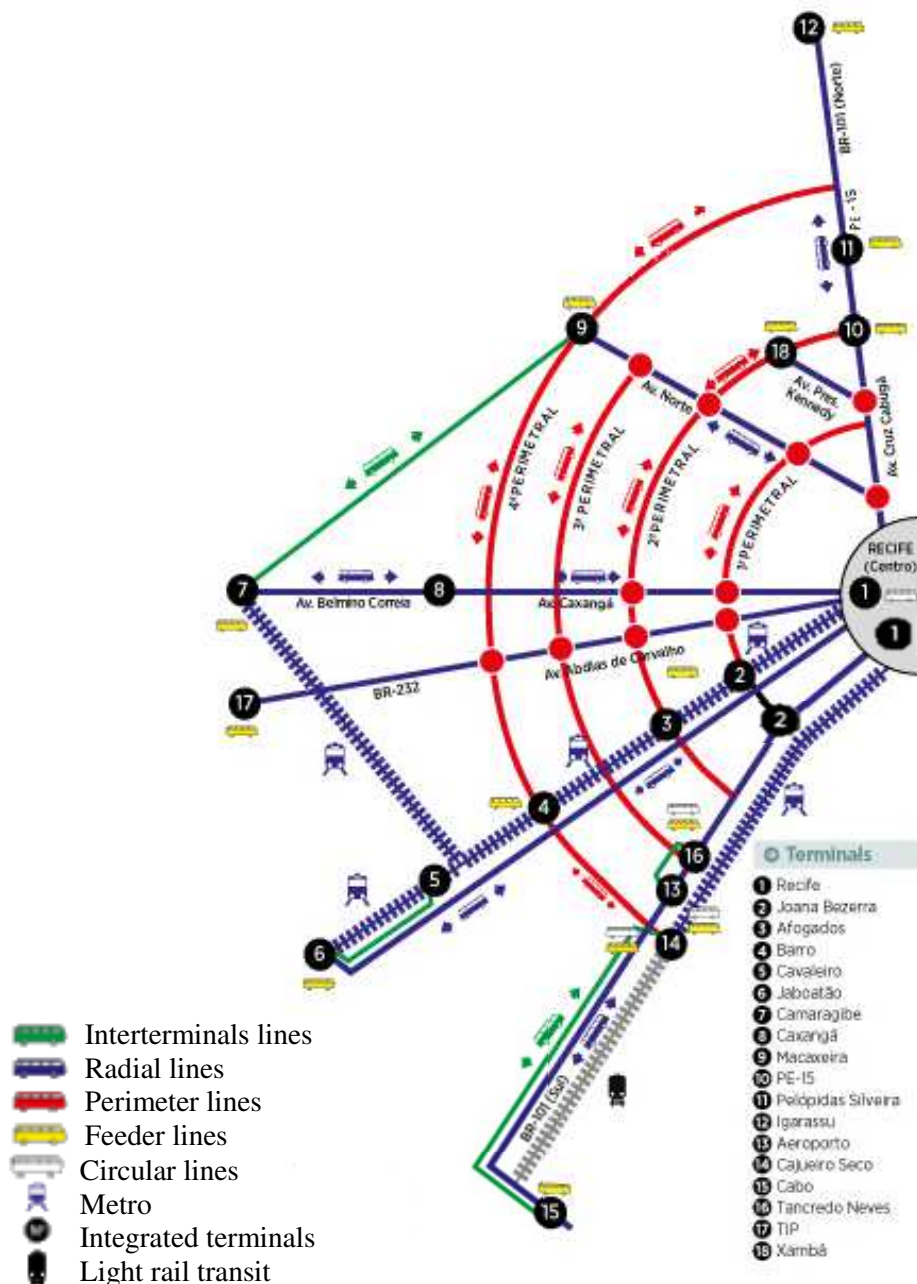 12
BR-101 (Norte)
PE-15
11
9
10
18
Av. Norte
Av. Pres.
Kennedy
Av. Cruz Cabugá
4ª PERIMETRAL
3ª PERIMETRAL
2ª PERIMETRAL
1ª PERIMETRAL
RECIFE
(Centro)
7
8
1
Av. Belmino Correia
Av. Caxangá
1
Av. Abdias de Carvalho
BR-232
2
17
3
2
4
16
5
13
6
14
BR-101 (Sul)
15
Terminals
1 Recife
2 Joana Bezerra
3 Afogados
4 Barro
5 Cavaleiro
6 Jaboatão
7 Camaragibe
8 Caxangá
9 Macaxeira
10 PE-15
11 Pelópidas Silveira
12 Igarassu
13 Aeroporto
14 Cajueiro Seco
15 Cabo
16 Tancredo Neves
17 TIP
18 Xambá
Interterminals lines
Radial lines
Perimeter lines
Feeder lines
Circular lines
Metro
Integrated terminals
Light rail transit